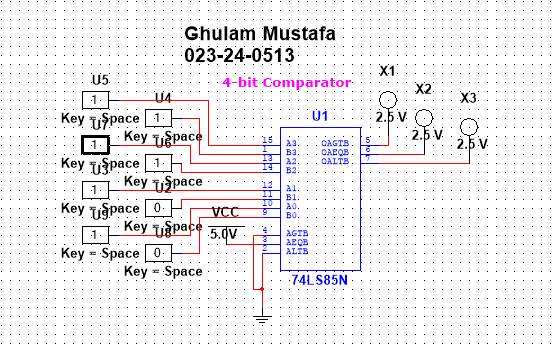 Ghulam Mustafa
023-24-0513
4-bit Comparator
X1
X2
X3
2.5 V
2.5 V
2.5 V
U5
1
Key = Space
U4
1
Key = Space
U7
1
Key = Space
U6
1
Key = Space
U3
1
Key = Space
U2
0
Key = Space
U9
1
Key = Space
U8
0
Key = Space
VCC
5.0V
U1
15 A3
1 B3
13 A2
14 B2
12 A1
11 B1
10 A0
9 B0
4 AGTB
3 AEQB
2 ALTB
OAGTB 5
OAEQB 6
OALTB 7
74LS85N